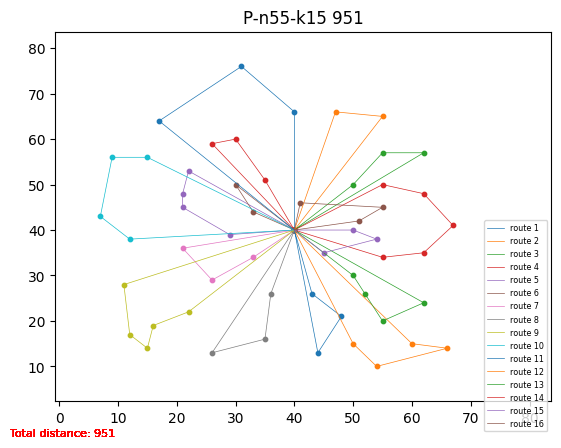 P-n55-k15 951
80
70
60
50
40
30
20
10
0 10 20 30 40 50 60 70 80
route 1
route 2
route 3
route 4
route 5
route 6
route 7
route 8
route 9
route 10
route 11
route 12
route 13
route 14
route 15
route 16
Total distance: 951